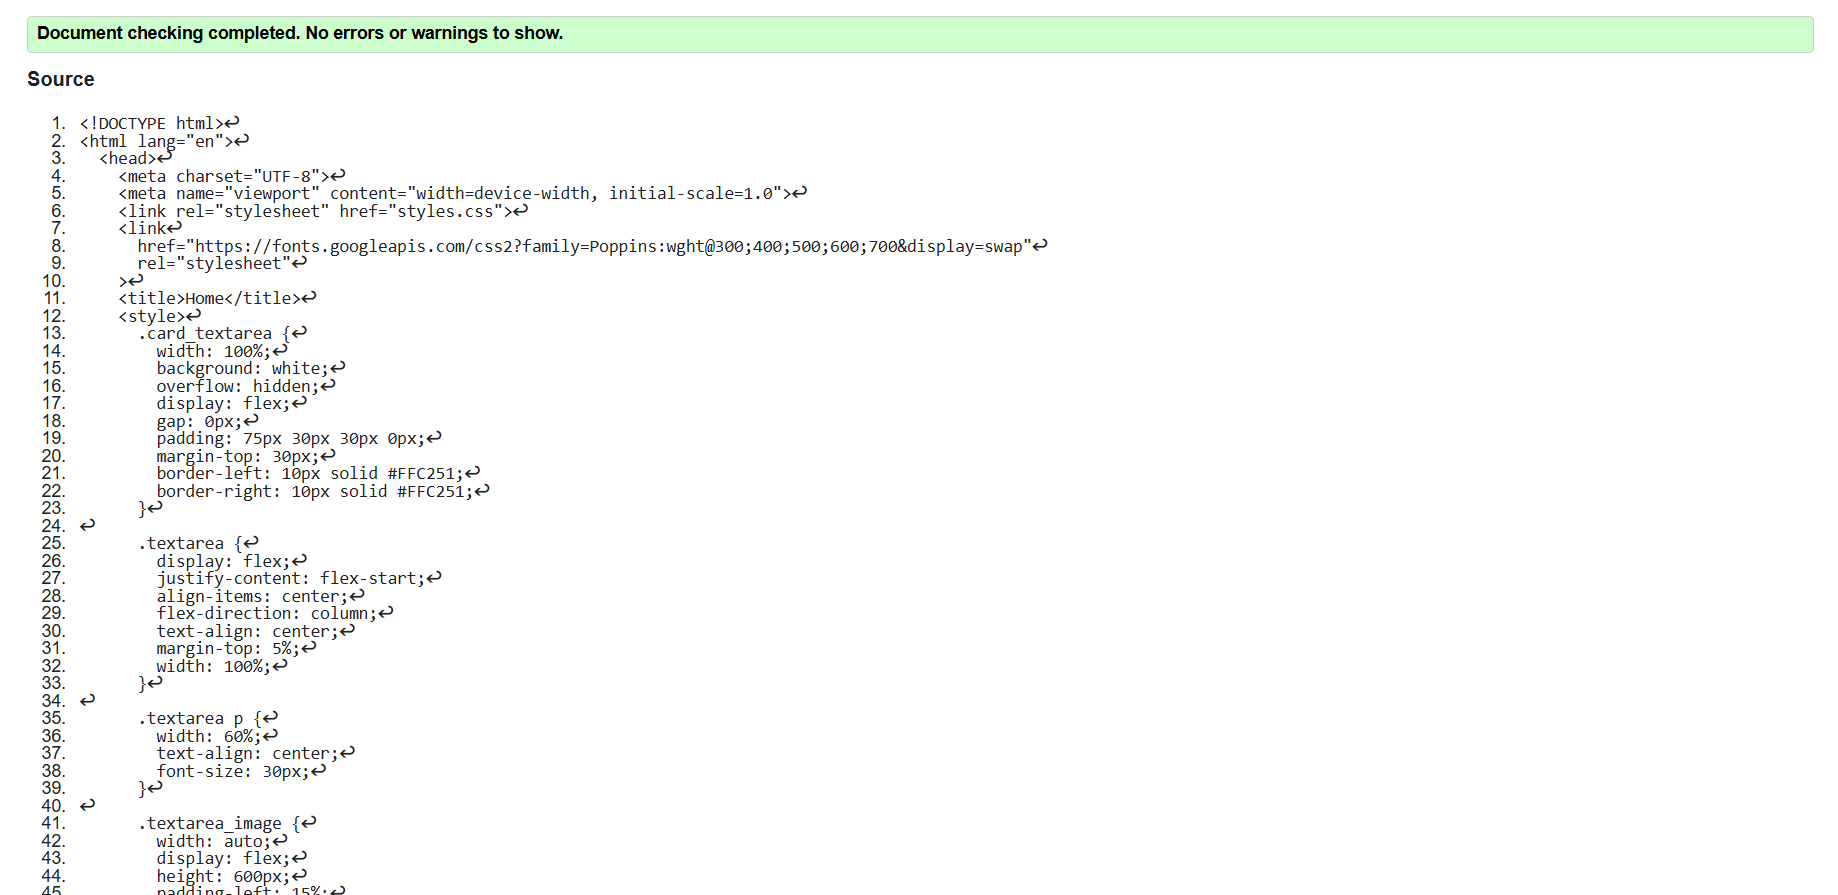 Document checking completed. No errors or warnings to show.
Source
1. <!DOCTYPE html>↩
2. <html lang="en">↩
3.   <head>↩
4.     <meta charset="UTF-8">↩
5.     <meta name="viewport" content="width=device-width, initial-scale=1.0">↩
6.     <link rel="stylesheet" href="styles.css">↩
7.     <link↩
8.       href="https://fonts.googleapis.com/css2?family=Poppins:wght@300;400;500;600;700&display=swap"↩
9.       rel="stylesheet"↩
10.     >↩
11.     <title>Home</title>↩
12.     <style>↩
13.       .card_textarea {↩
14.         width: 100%;↩
15.         background: white;↩
16.         overflow: hidden;↩
17.         display: flex;↩
18.         gap: 0px;↩
19.         padding: 75px 30px 30px 0px;↩
20.         margin-top: 30px;↩
21.         border-left: 10px solid #FFC251;↩
22.         border-right: 10px solid #FFC251;↩
23.       }↩
24. ↩
25.       .textarea {↩
26.         display: flex;↩
27.         justify-content: flex-start;↩
28.         align-items: center;↩
29.         flex-direction: column;↩
30.         text-align: center;↩
31.         margin-top: 5%;↩
32.         width: 100%;↩
33.       }↩
34. ↩
35.       .textarea p {↩
36.         width: 60%;↩
37.         text-align: center;↩
38.         font-size: 30px;↩
39.       }↩
40. ↩
41.       .textarea_image {↩
42.         width: auto;↩
43.         display: flex;↩
44.         height: 600px;↩
45.         padding-left: 15%;↩